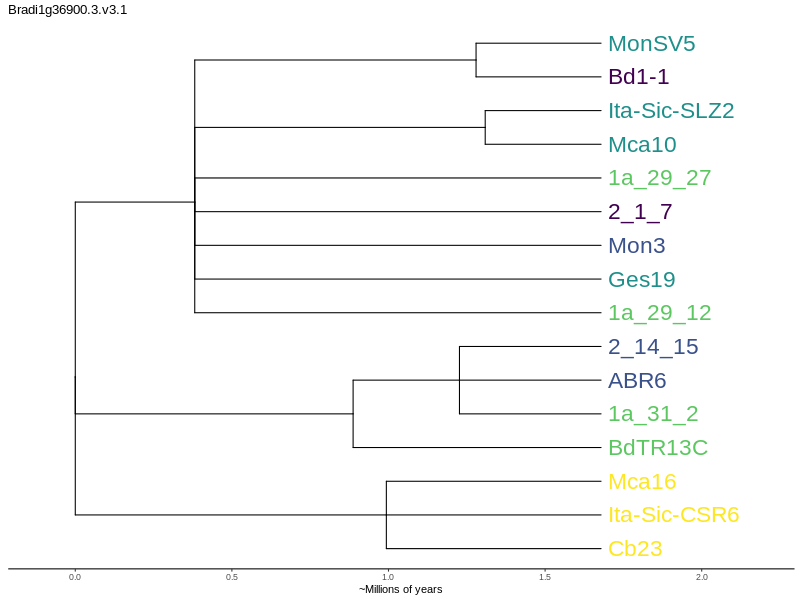 Bradi1g36900.3.v3.1
MonSV5
Bd1-1
Ita-Sic-SLZ2
Mca10
1a_29_27
2_1_7
Mon3
Ges19
1a_29_12
2_14_15
ABR6
1a_31_2
BdTR13C
Mca16
Ita-Sic-CSR6
Cb23
0.0 0.5 1.0 1.5 2.0
~Millions of years